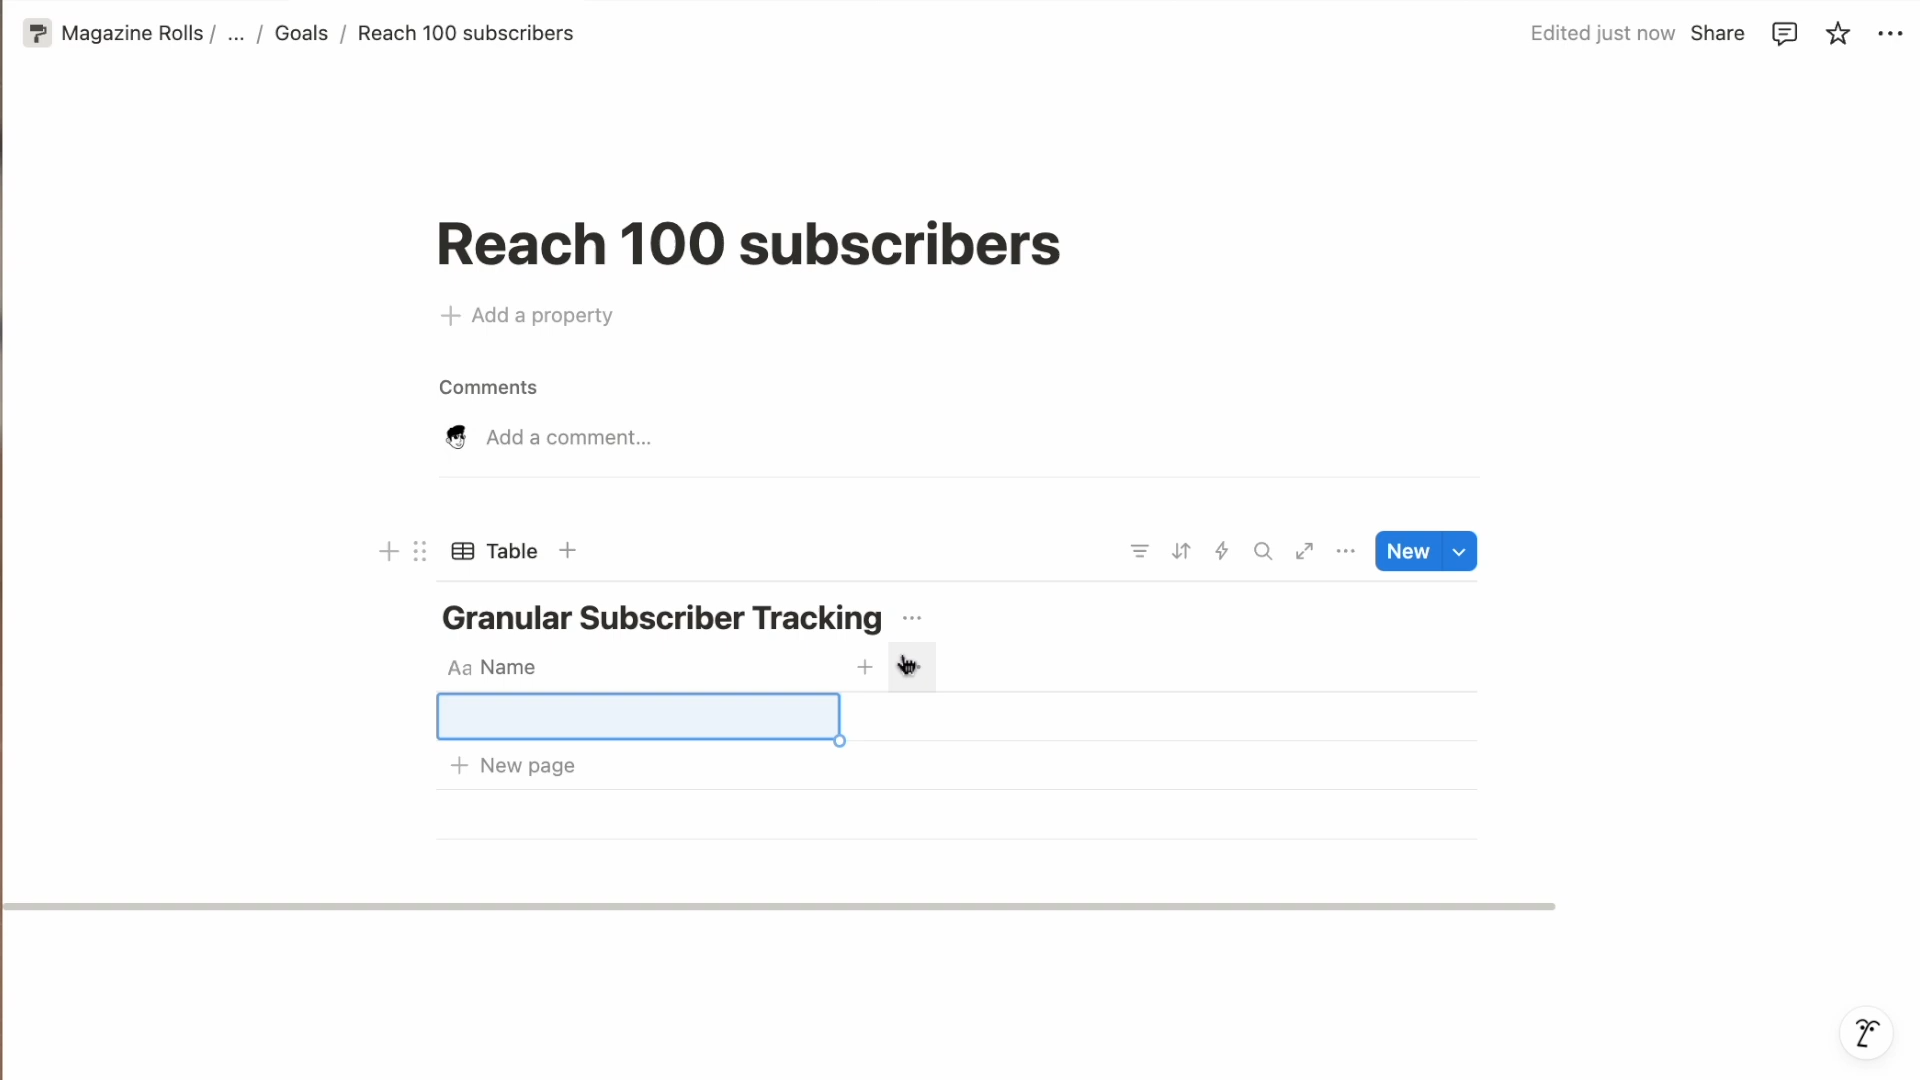 Magazine Rolls / ... / Goals / Reach 100 subscribers
Edited just now Share
Reach 100 subscribers
Add a property
Comments
Add a comment...
Table
New
Granular Subscriber Tracking
Aa Name
New page